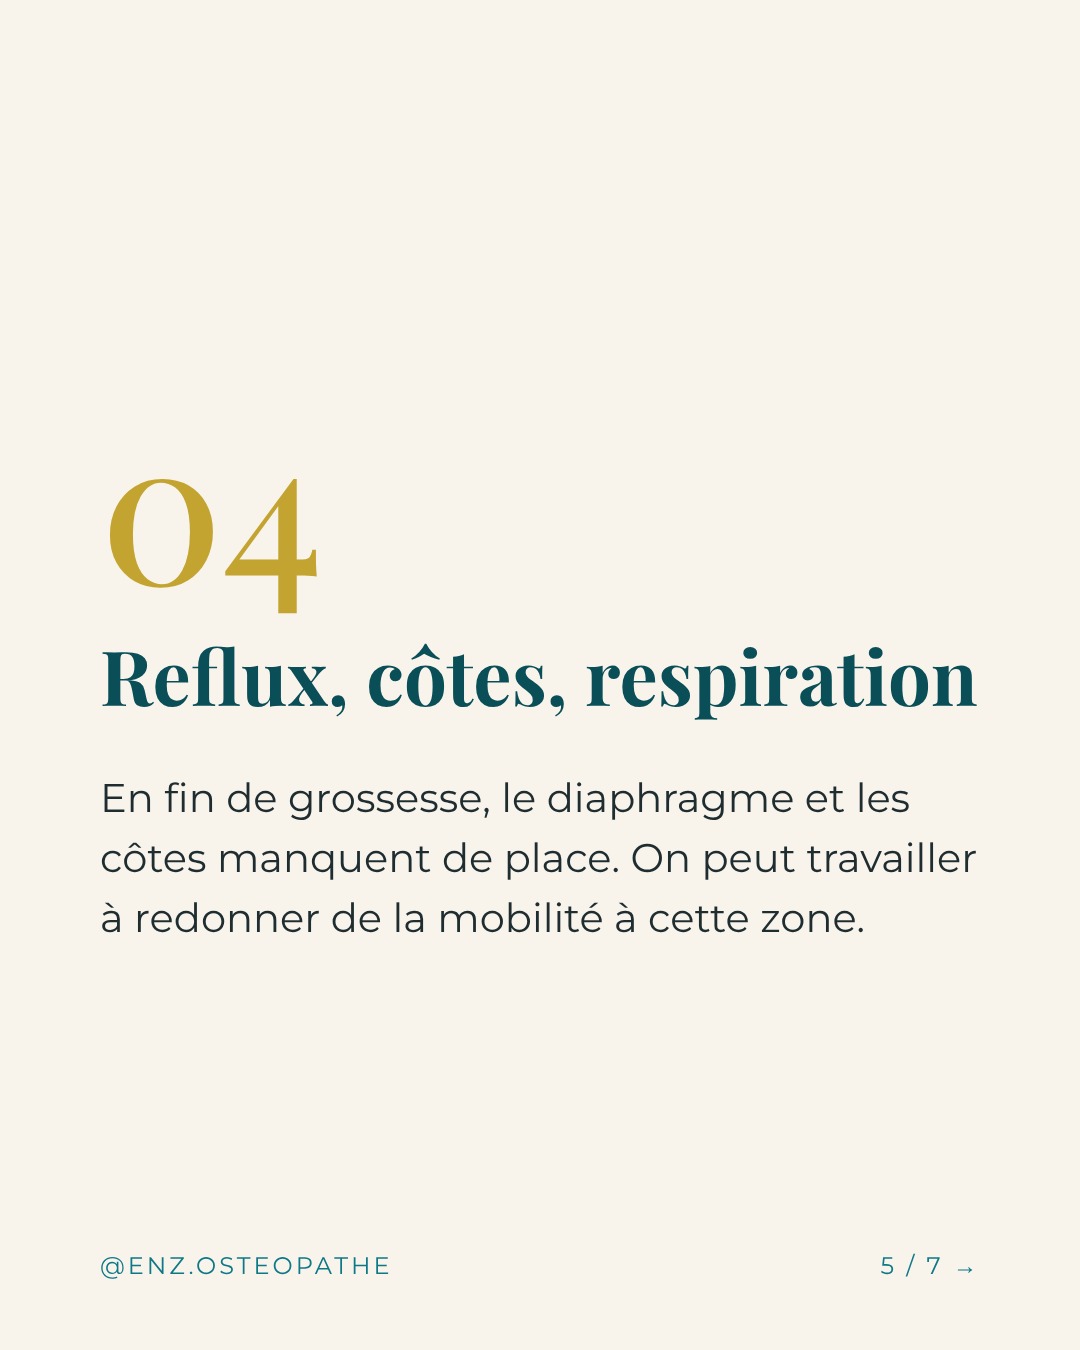 04
Reflux, côtes, respiration
En fin de grossesse, le diaphragme et les
côtes manquent de place. On peut travailler
à redonner de la mobilité à cette zone.
@ENZ.OSTEOPATHE
5 / 7 →